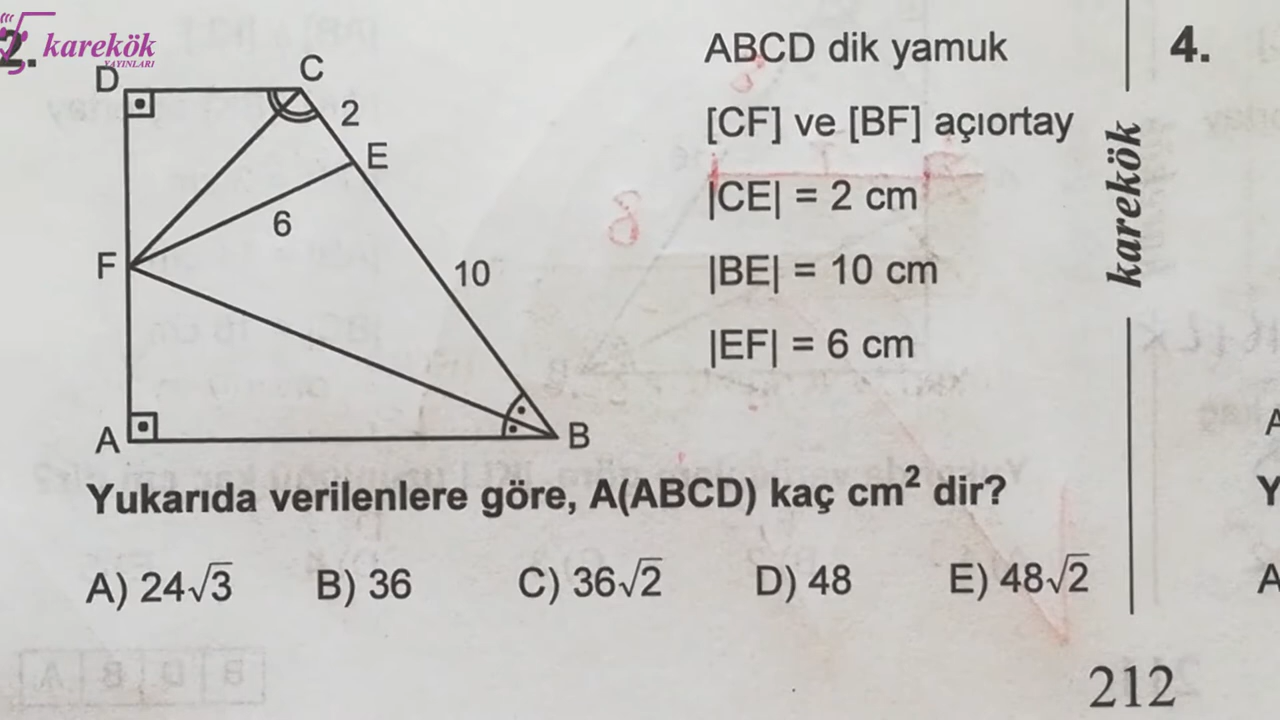 karekök
YAYINLARI
2.
D
C
2
E
6
F
10
A
B
ABCD dik yamuk
[CF] ve [BF] açıortay
|CE| = 2 cm
|BE| = 10 cm
|EF| = 6 cm
Yukarıda verilenlere göre, A(ABCD) kaç cm² dir?
A) 24√3 B) 36 C) 36√2 D) 48 E) 48√2
karekök
4.
A
Y
A
212